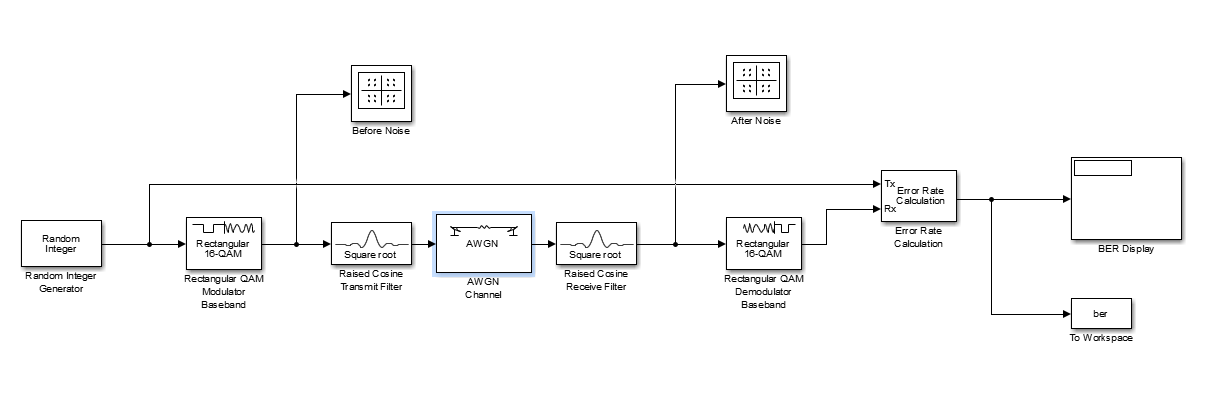 Before Noise
After Noise
Tx
Error Rate
Calculation
Rx
Error Rate
Calculation
BER Display
Random
Integer
Random Integer
Generator
Rectangular
16-QAM
Rectangular QAM
Modulator
Baseband
Square root
Raised Cosine
Transmit Filter
AWGN
AWGN
Channel
Square root
Raised Cosine
Receive Filter
Rectangular
16-QAM
Rectangular QAM
Demodulator
Baseband
ber
To Workspace